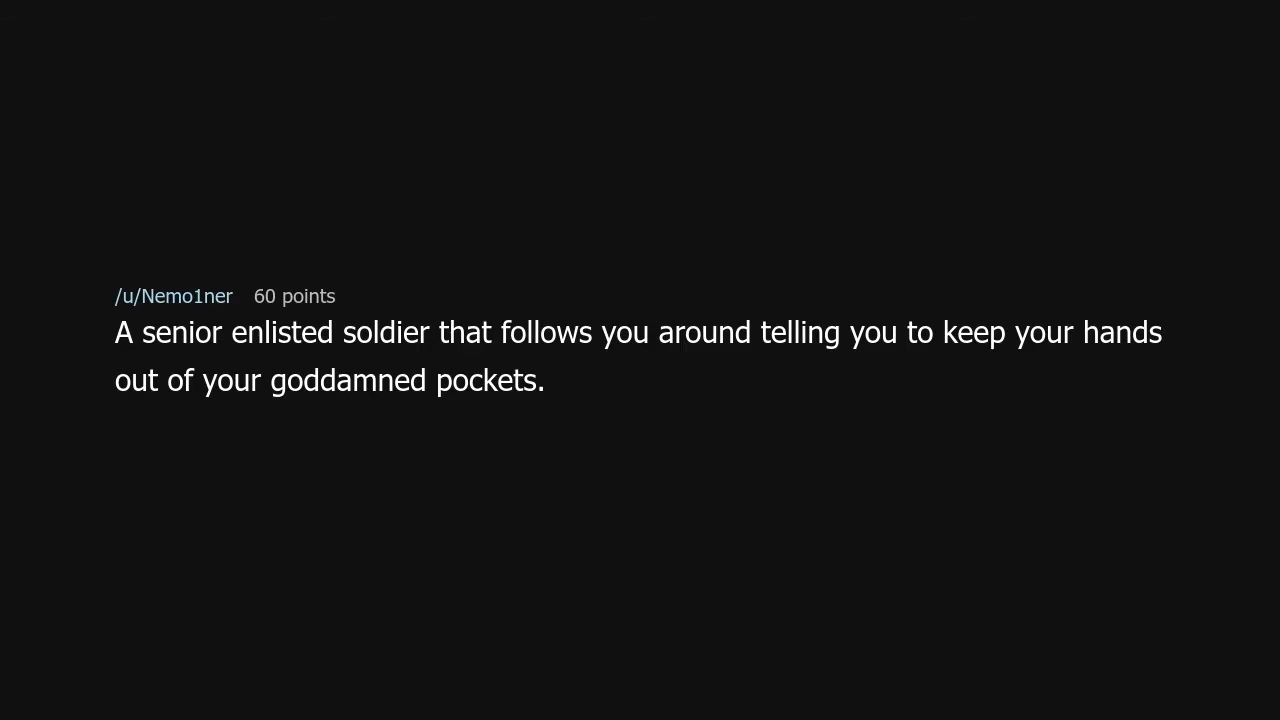 /u/Nemo1ner 60 points
A senior enlisted soldier that follows you around telling you to keep your hands
out of your goddamned pockets.